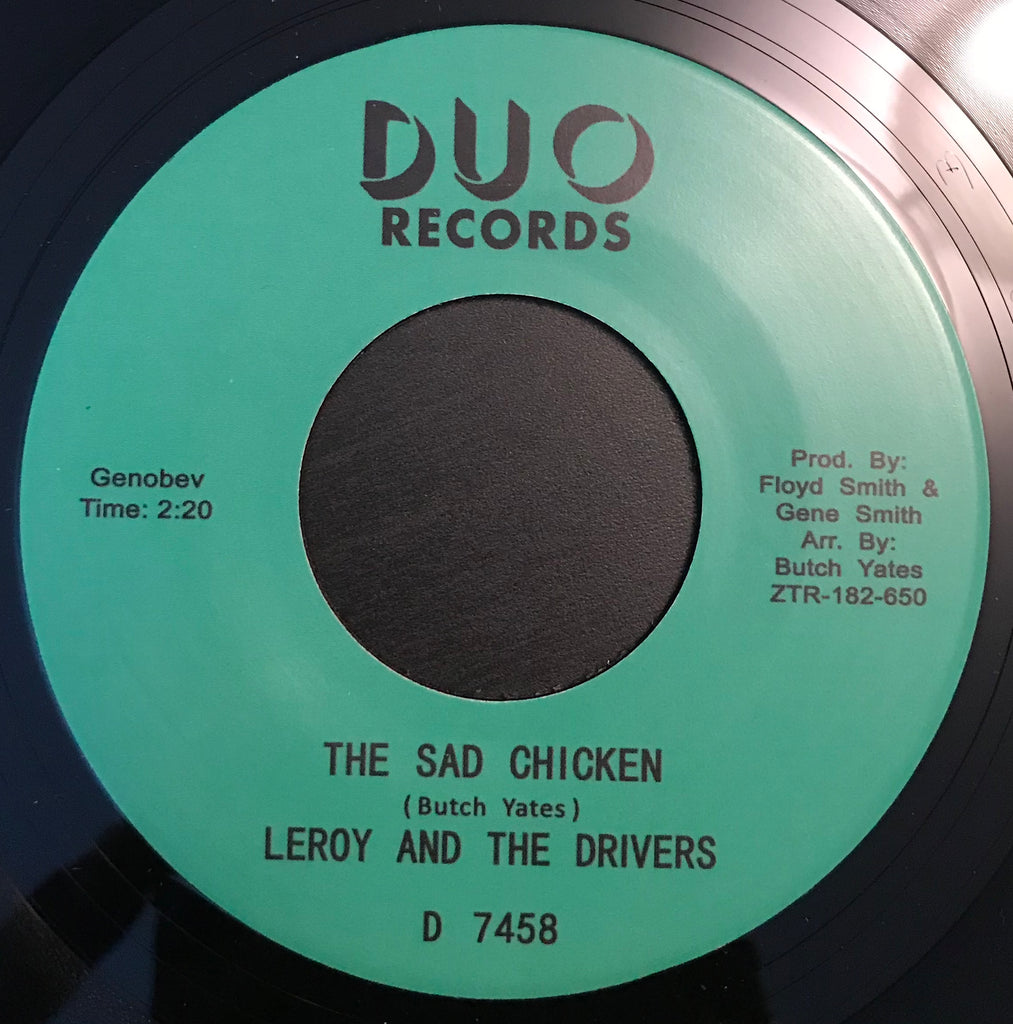 DUO
RECORDS
Genobev
Time: 2:20
Prod. By:
Floyd Smith &
Gene Smith
Arr. By:
Butch Yates
ZTR-182-650
THE SAD CHICKEN
(Butch Yates)
LEROY AND THE DRIVERS
D 7458